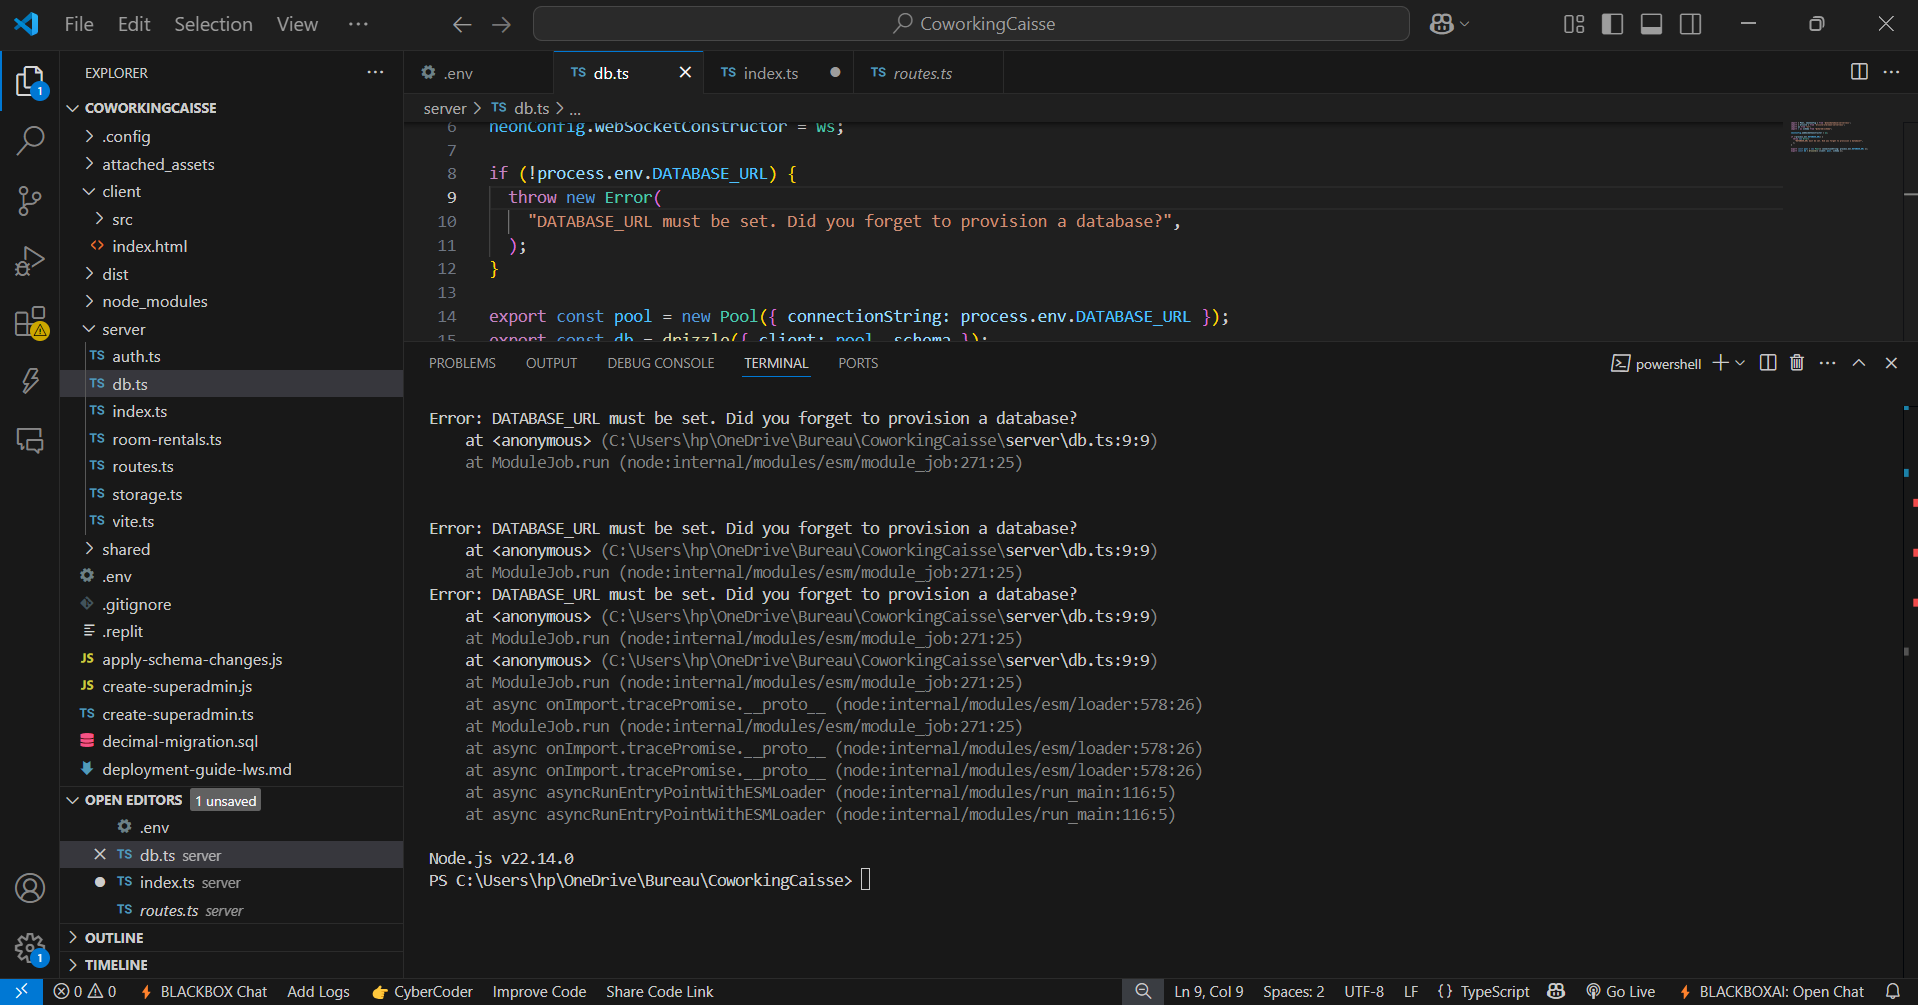 File Edit Selection View ···
CoworkingCaisse
EXPLORER ···
COWORKINGCAISSE
.config
attached_assets
client
src
<> index.html
dist
node_modules
server
TS auth.ts
TS db.ts
TS index.ts
TS room-rentals.ts
TS routes.ts
TS storage.ts
TS vite.ts
shared
.env
.gitignore
.replit
JS apply-schema-changes.js
JS create-superadmin.js
TS create-superadmin.ts
decimal-migration.sql
deployment-guide-lws.md
OPEN EDITORS 1 unsaved
.env
TS db.ts server
TS index.ts server
TS routes.ts server
OUTLINE
TIMELINE
1
1
.env
TS db.ts
TS index.ts
TS routes.ts
server > TS db.ts > ...
6 neonConfig.webSocketConstructor = ws;
7
8 if (!process.env.DATABASE_URL) {
9 throw new Error(
10 "DATABASE_URL must be set. Did you forget to provision a database?",
11 );
12 }
13
14 export const pool = new Pool({ connectionString: process.env.DATABASE_URL });
15 export const db = drizzle({ client: pool, schema });
PROBLEMS OUTPUT DEBUG CONSOLE TERMINAL PORTS
powershell
Error: DATABASE_URL must be set. Did you forget to provision a database?
at <anonymous> (C:\Users\hp\OneDrive\Bureau\CoworkingCaisse\server\db.ts:9:9)
at ModuleJob.run (node:internal/modules/esm/module_job:271:25)
Error: DATABASE_URL must be set. Did you forget to provision a database?
at <anonymous> (C:\Users\hp\OneDrive\Bureau\CoworkingCaisse\server\db.ts:9:9)
at ModuleJob.run (node:internal/modules/esm/module_job:271:25)
Error: DATABASE_URL must be set. Did you forget to provision a database?
at <anonymous> (C:\Users\hp\OneDrive\Bureau\CoworkingCaisse\server\db.ts:9:9)
at ModuleJob.run (node:internal/modules/esm/module_job:271:25)
at <anonymous> (C:\Users\hp\OneDrive\Bureau\CoworkingCaisse\server\db.ts:9:9)
at ModuleJob.run (node:internal/modules/esm/module_job:271:25)
at async onImport.tracePromise.__proto__ (node:internal/modules/esm/loader:578:26)
at ModuleJob.run (node:internal/modules/esm/module_job:271:25)
at async onImport.tracePromise.__proto__ (node:internal/modules/esm/loader:578:26)
at async onImport.tracePromise.__proto__ (node:internal/modules/esm/loader:578:26)
at async asyncRunEntryPointWithESMLoader (node:internal/modules/run_main:116:5)
at async asyncRunEntryPointWithESMLoader (node:internal/modules/run_main:116:5)
Node.js v22.14.0
PS C:\Users\hp\OneDrive\Bureau\CoworkingCaisse>
0 0 BLACKBOX Chat Add Logs CyberCoder Improve Code Share Code Link Ln 9, Col 9 Spaces: 2 UTF-8 LF {} TypeScript Go Live BLACKBOXAI: Open Chat